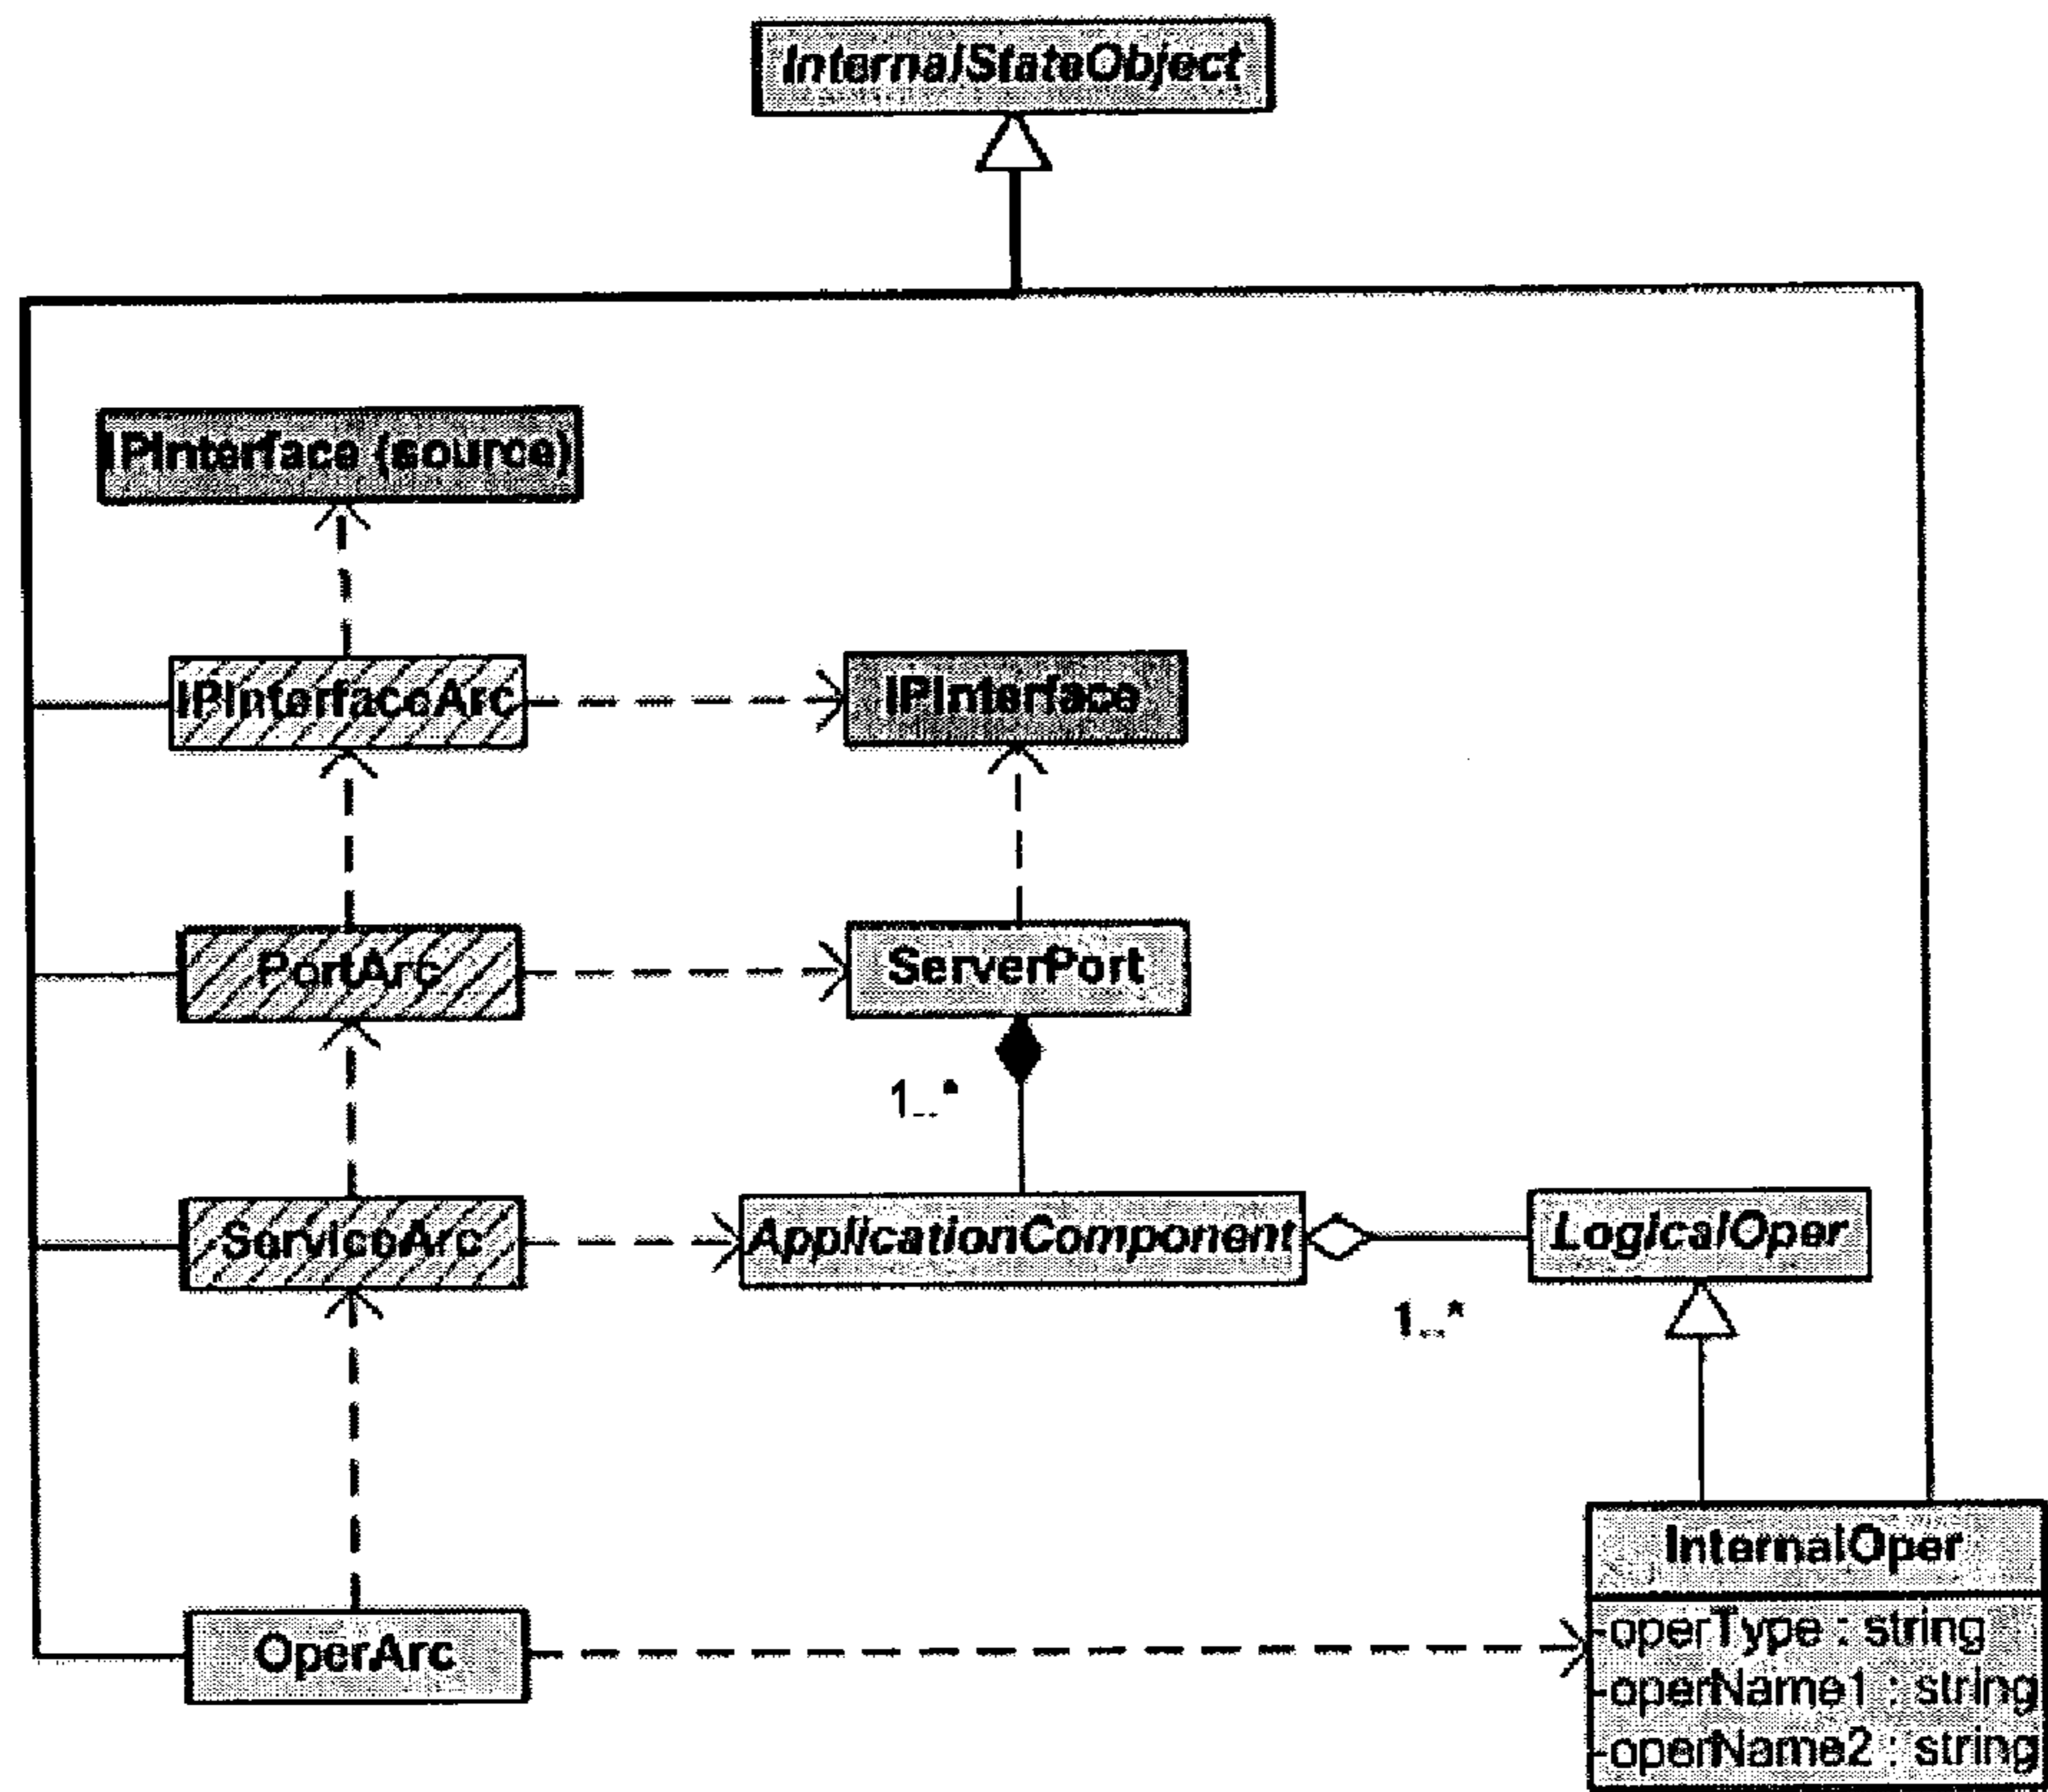 InternalStateObject
IPInterface (source)
IPInterfaceArc
IPInterface
PortArc
ServerPort
1..*
ServiceArc
ApplicationComponent
LogicalOper
1..*
InternalOper
OperArc
-operType : string
-operName1 : string
-operName2 : string